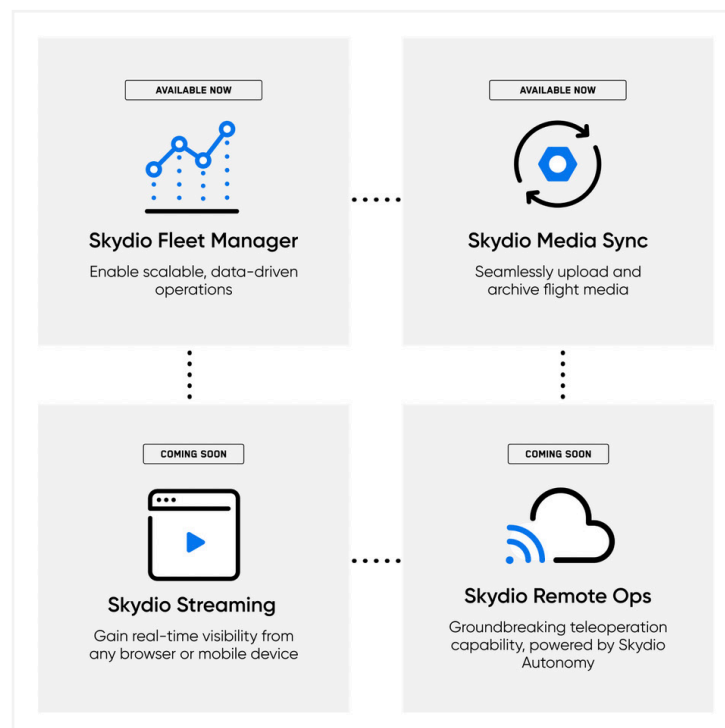 AVAILABLE NOW
Skydio Fleet Manager
Enable scalable, data-driven
operations
AVAILABLE NOW
Skydio Media Sync
Seamlessly upload and
archive flight media
COMING SOON
Skydio Streaming
Gain real-time visibility from
any browser or mobile device
COMING SOON
Skydio Remote Ops
Groundbreaking teleoperation
capability, powered by Skydio
Autonomy